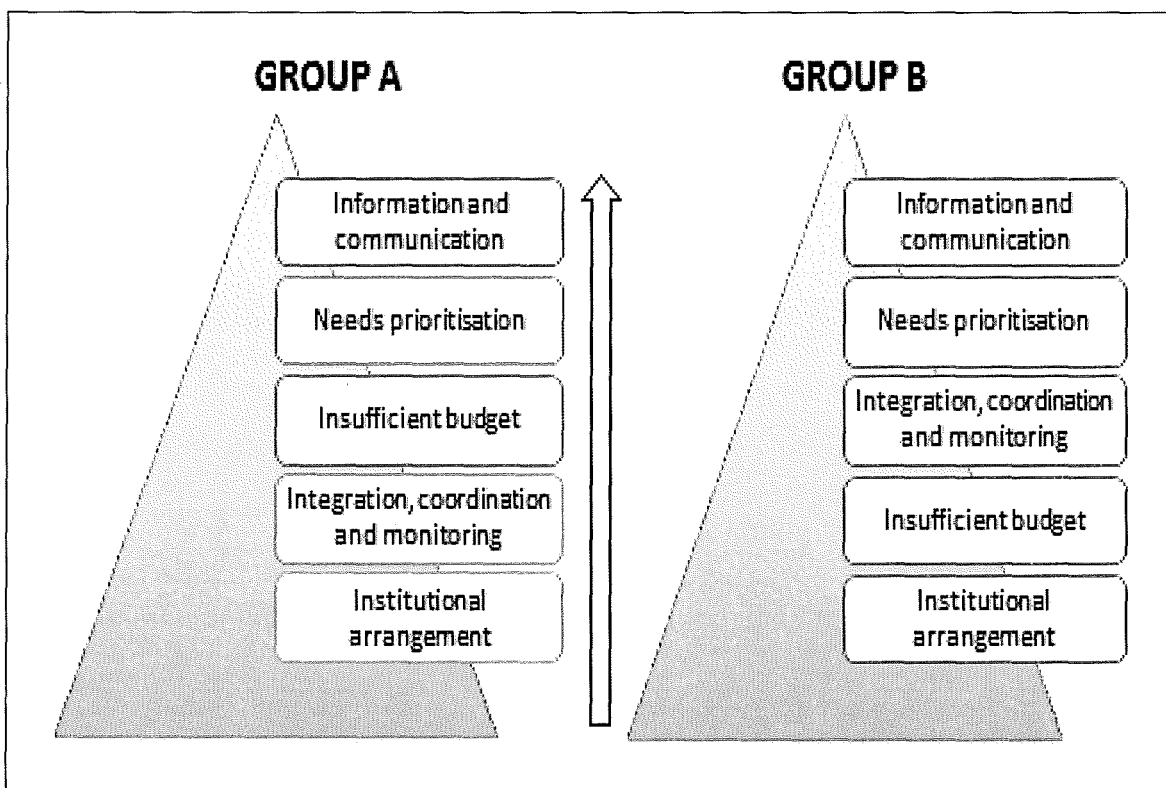 GROUP A
Information and
communication
Needs prioritisation
Insufficient budget
Integration, coordination
and monitoring
Institutional
arrangement
GROUP B
Information and
communication
Needs prioritisation
Integration, coordination
and monitoring
Insufficient budget
Institutional
arrangement